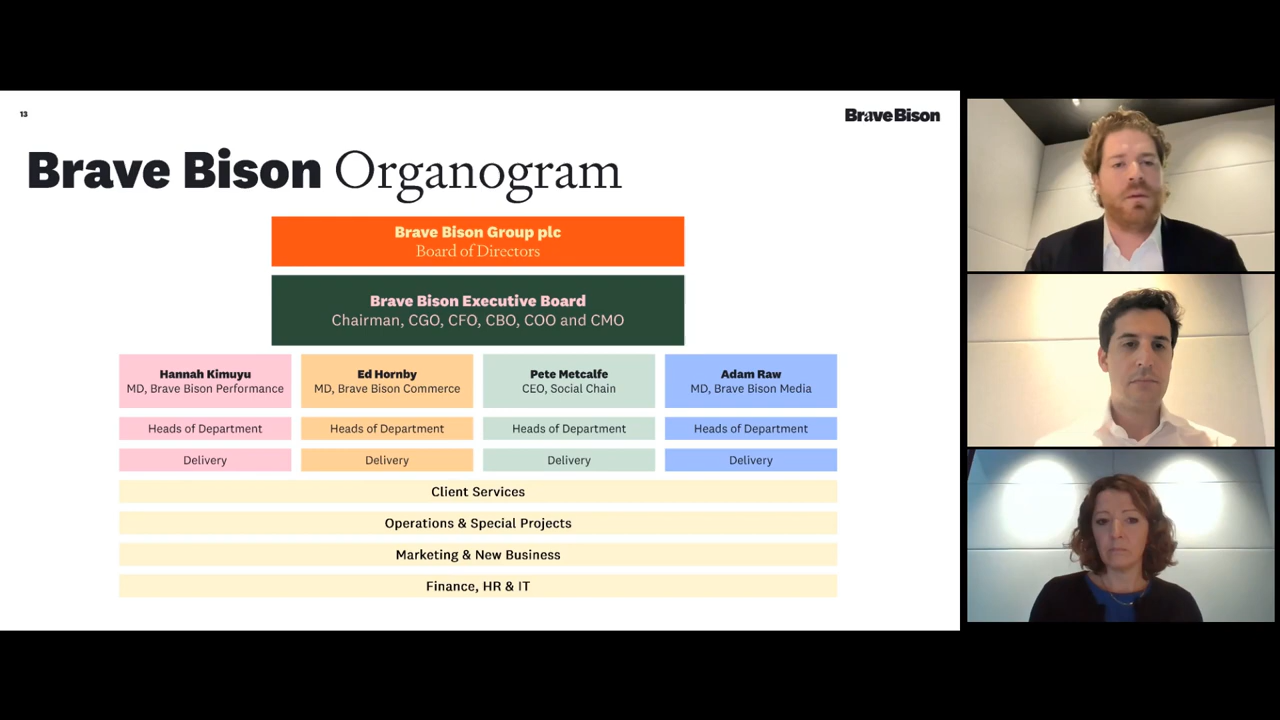 13
BraveBison
Brave Bison Organogram
Brave Bison Group plc
Board of Directors
Brave Bison Executive Board
Chairman, CGO, CFO, CBO, COO and CMO
Hannah Kimuyu
MD, Brave Bison Performance
Ed Hornby
MD, Brave Bison Commerce
Pete Metcalfe
CEO, Social Chain
Adam Raw
MD, Brave Bison Media
Heads of Department
Heads of Department
Heads of Department
Heads of Department
Delivery
Delivery
Delivery
Delivery
Client Services
Operations & Special Projects
Marketing & New Business
Finance, HR & IT